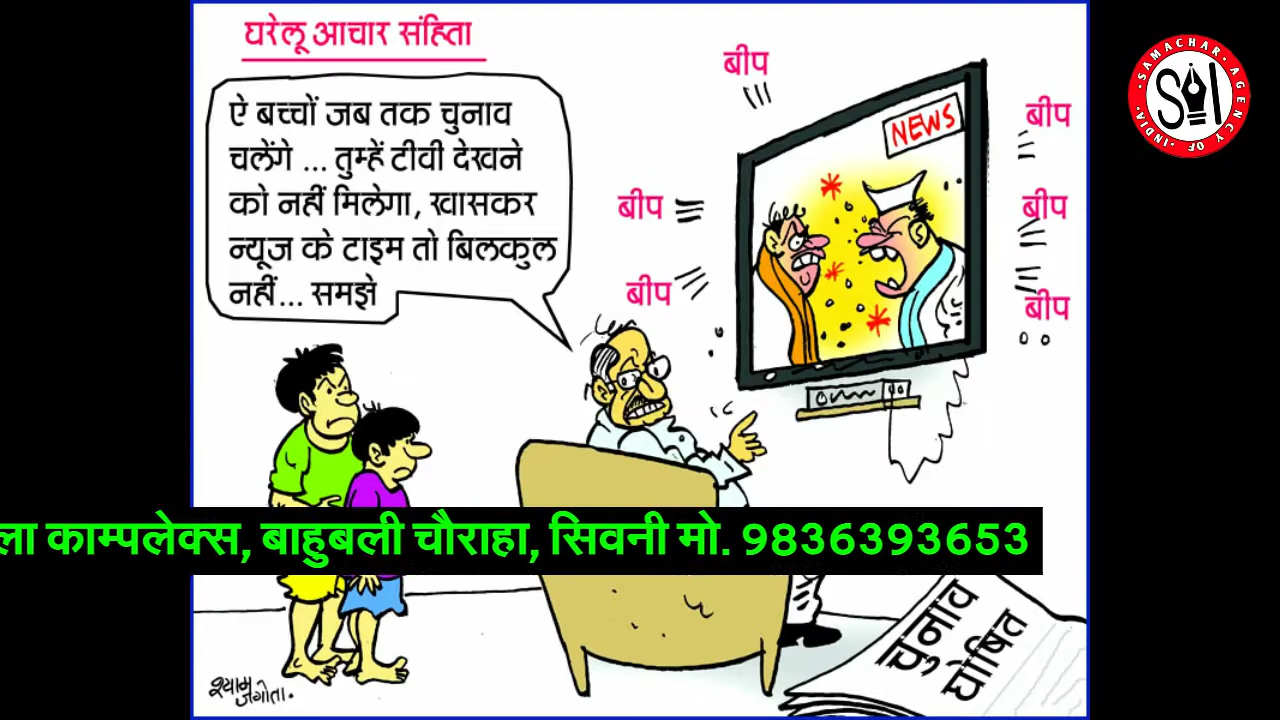 घरेलू आचार संहिता
ऐ बच्चों जब तक चुनाव
चलेंगे ... तुम्हें टीवी देखने
को नहीं मिलेगा, खासकर
न्यूज के टाइम तो बिलकुल
नहीं... समझे
बीप
बीप
बीप
बीप
बीप
बीप
NEWS
SAMACHAR AGENCY OF INDIA
ला काम्पलेक्स, बाहुबली चौराहा, सिवनी मो. 9836393653
चुनाव
घोषित
श्याम
जगोता.